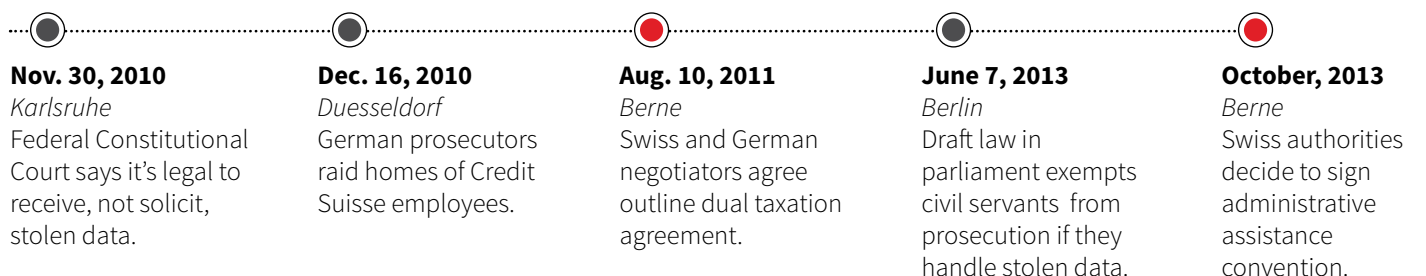 Nov. 30, 2010
Karlsruhe
Federal Constitutional
Court says it’s legal to
receive, not solicit,
stolen data.
Dec. 16, 2010
Duesseldorf
German prosecutors
raid homes of Credit
Suisse employees.
Aug. 10, 2011
Berne
Swiss and German
negotiators agree
outline dual taxation
agreement.
June 7, 2013
Berlin
Draft law in
parliament exempts
civil servants from
prosecution if they
handle stolen data.
October, 2013
Berne
Swiss authorities
decide to sign
administrative
assistance
convention.